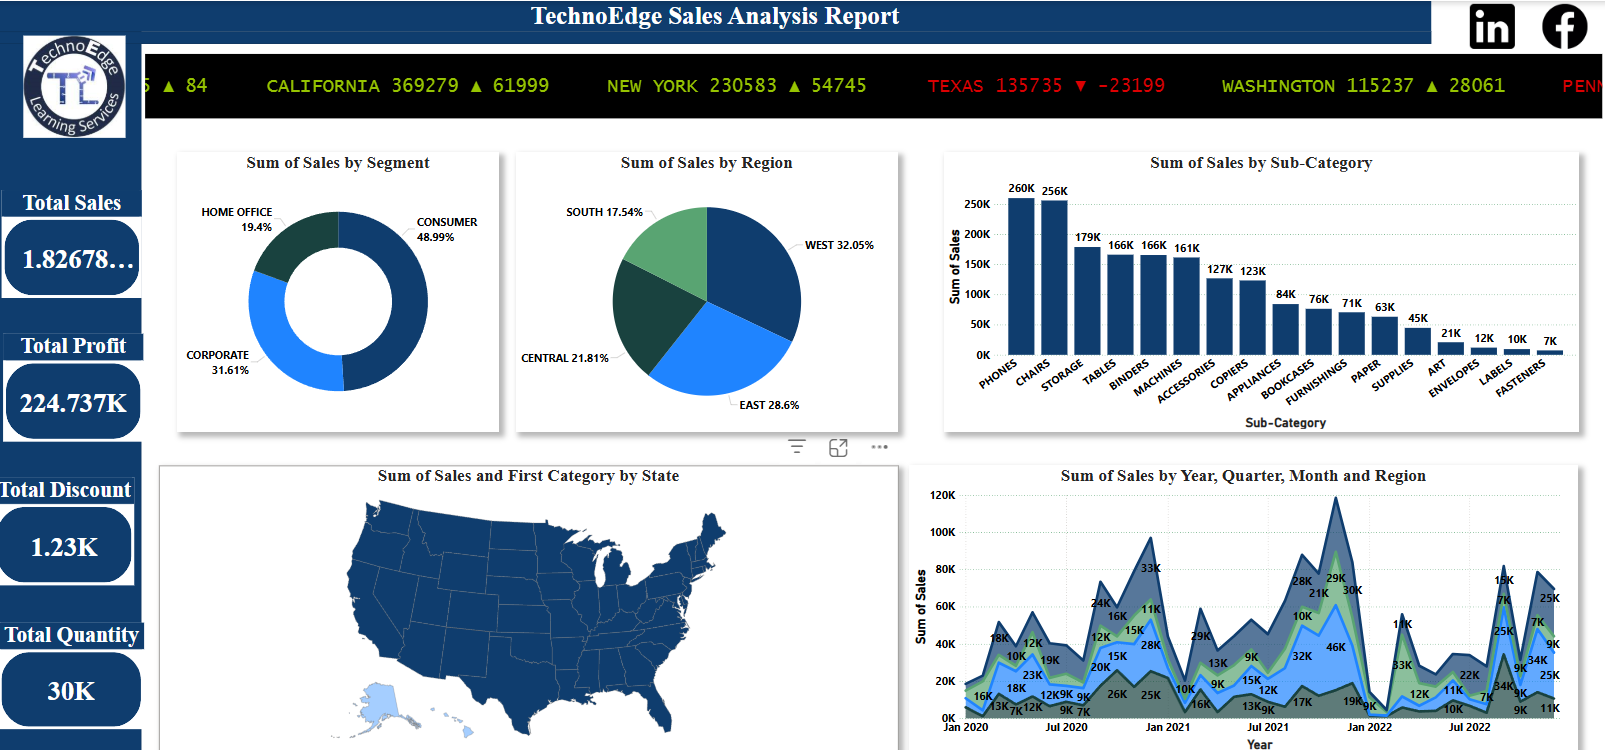 TechnoEdge Sales Analysis Report
TechnoEdge
TL
Learning Services
5 ▲ 84 CALIFORNIA 369279 ▲ 61999 NEW YORK 230583 ▲ 54745 TEXAS 135735 ▼ -23199 WASHINGTON 115237 ▲ 28061 PENN
Total Sales
1.82678...
Total Profit
224.737K
Total Discount
1.23K
Total Quantity
30K
Sum of Sales by Segment
HOME OFFICE
19.4%
CONSUMER
48.99%
CORPORATE
31.61%
Sum of Sales by Region
SOUTH 17.54%
WEST 32.05%
CENTRAL 21.81%
EAST 28.6%
Sum of Sales by Sub-Category
Sum of Sales
250K
200K
150K
100K
50K
0K
260K 256K 179K 166K 166K 161K 127K 123K 84K 76K 71K 63K 45K 21K 12K 10K 7K
PHONES CHAIRS STORAGE TABLES BINDERS MACHINES ACCESSORIES COPIERS APPLIANCES BOOKCASES FURNISHINGS PAPER SUPPLIES ART ENVELOPES LABELS FASTENERS
Sub-Category
Sum of Sales and First Category by State
Sum of Sales by Year, Quarter, Month and Region
Sum of Sales
120K
100K
80K
60K
40K
20K
0K
18K 10K 12K 19K 24K 16K 33K 29K 13K 28K 21K 29K 30K 11K 22K 15K 25K
12K 15K 11K 9K 10K 33K 12K 7K 7K 9K
16K 18K 23K 12K 9K 9K 20K 15K 28K 10K 9K 15K 12K 32K 46K 11K 7K 25K 9K 34K 25K
13K 7K 12K 9K 7K 26K 25K 16K 13K 9K 17K 19K 9K 10K 34K 9K 9K 11K
Jan 2020 Jul 2020 Jan 2021 Jul 2021 Jan 2022 Jul 2022
Year